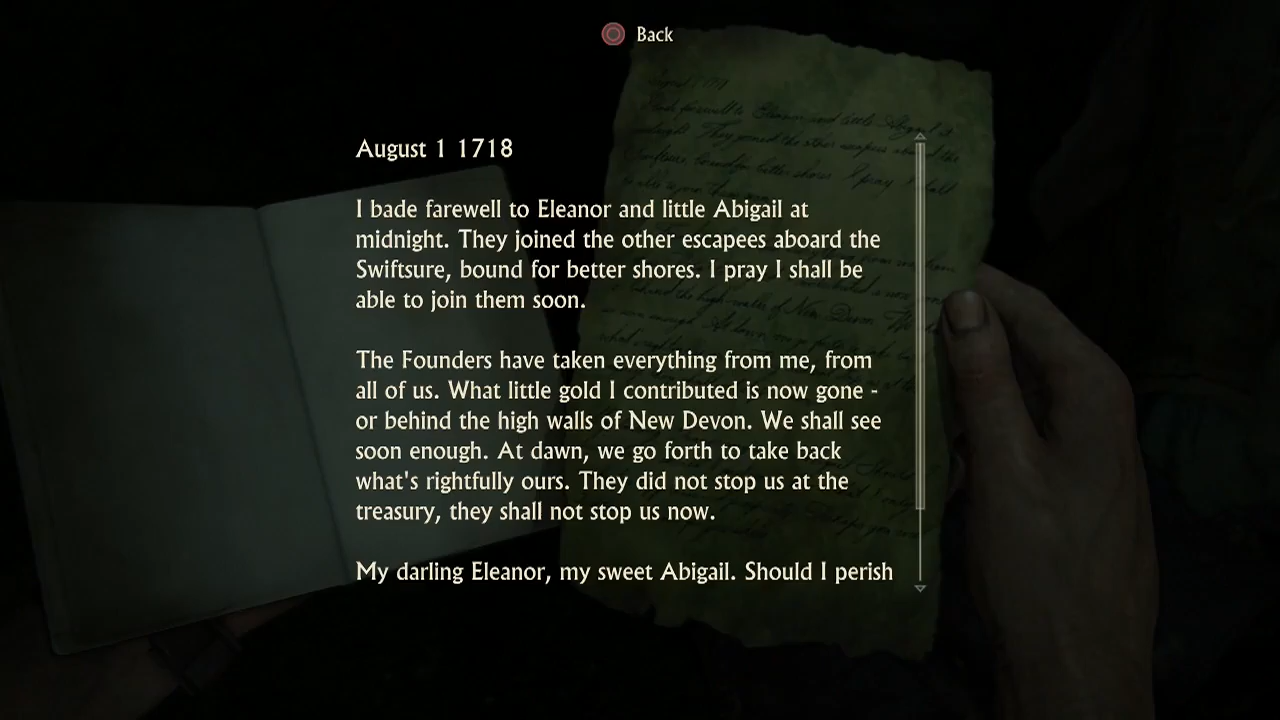 Back
August 1 1718
I bade farewell to Eleanor and little Abigail at
midnight. They joined the other escapees aboard the
Swiftsure, bound for better shores. I pray I shall be
able to join them soon.
The Founders have taken everything from me, from
all of us. What little gold I contributed is now gone -
or behind the high walls of New Devon. We shall see
soon enough. At dawn, we go forth to take back
what's rightfully ours. They did not stop us at the
treasury, they shall not stop us now.
My darling Eleanor, my sweet Abigail. Should I perish